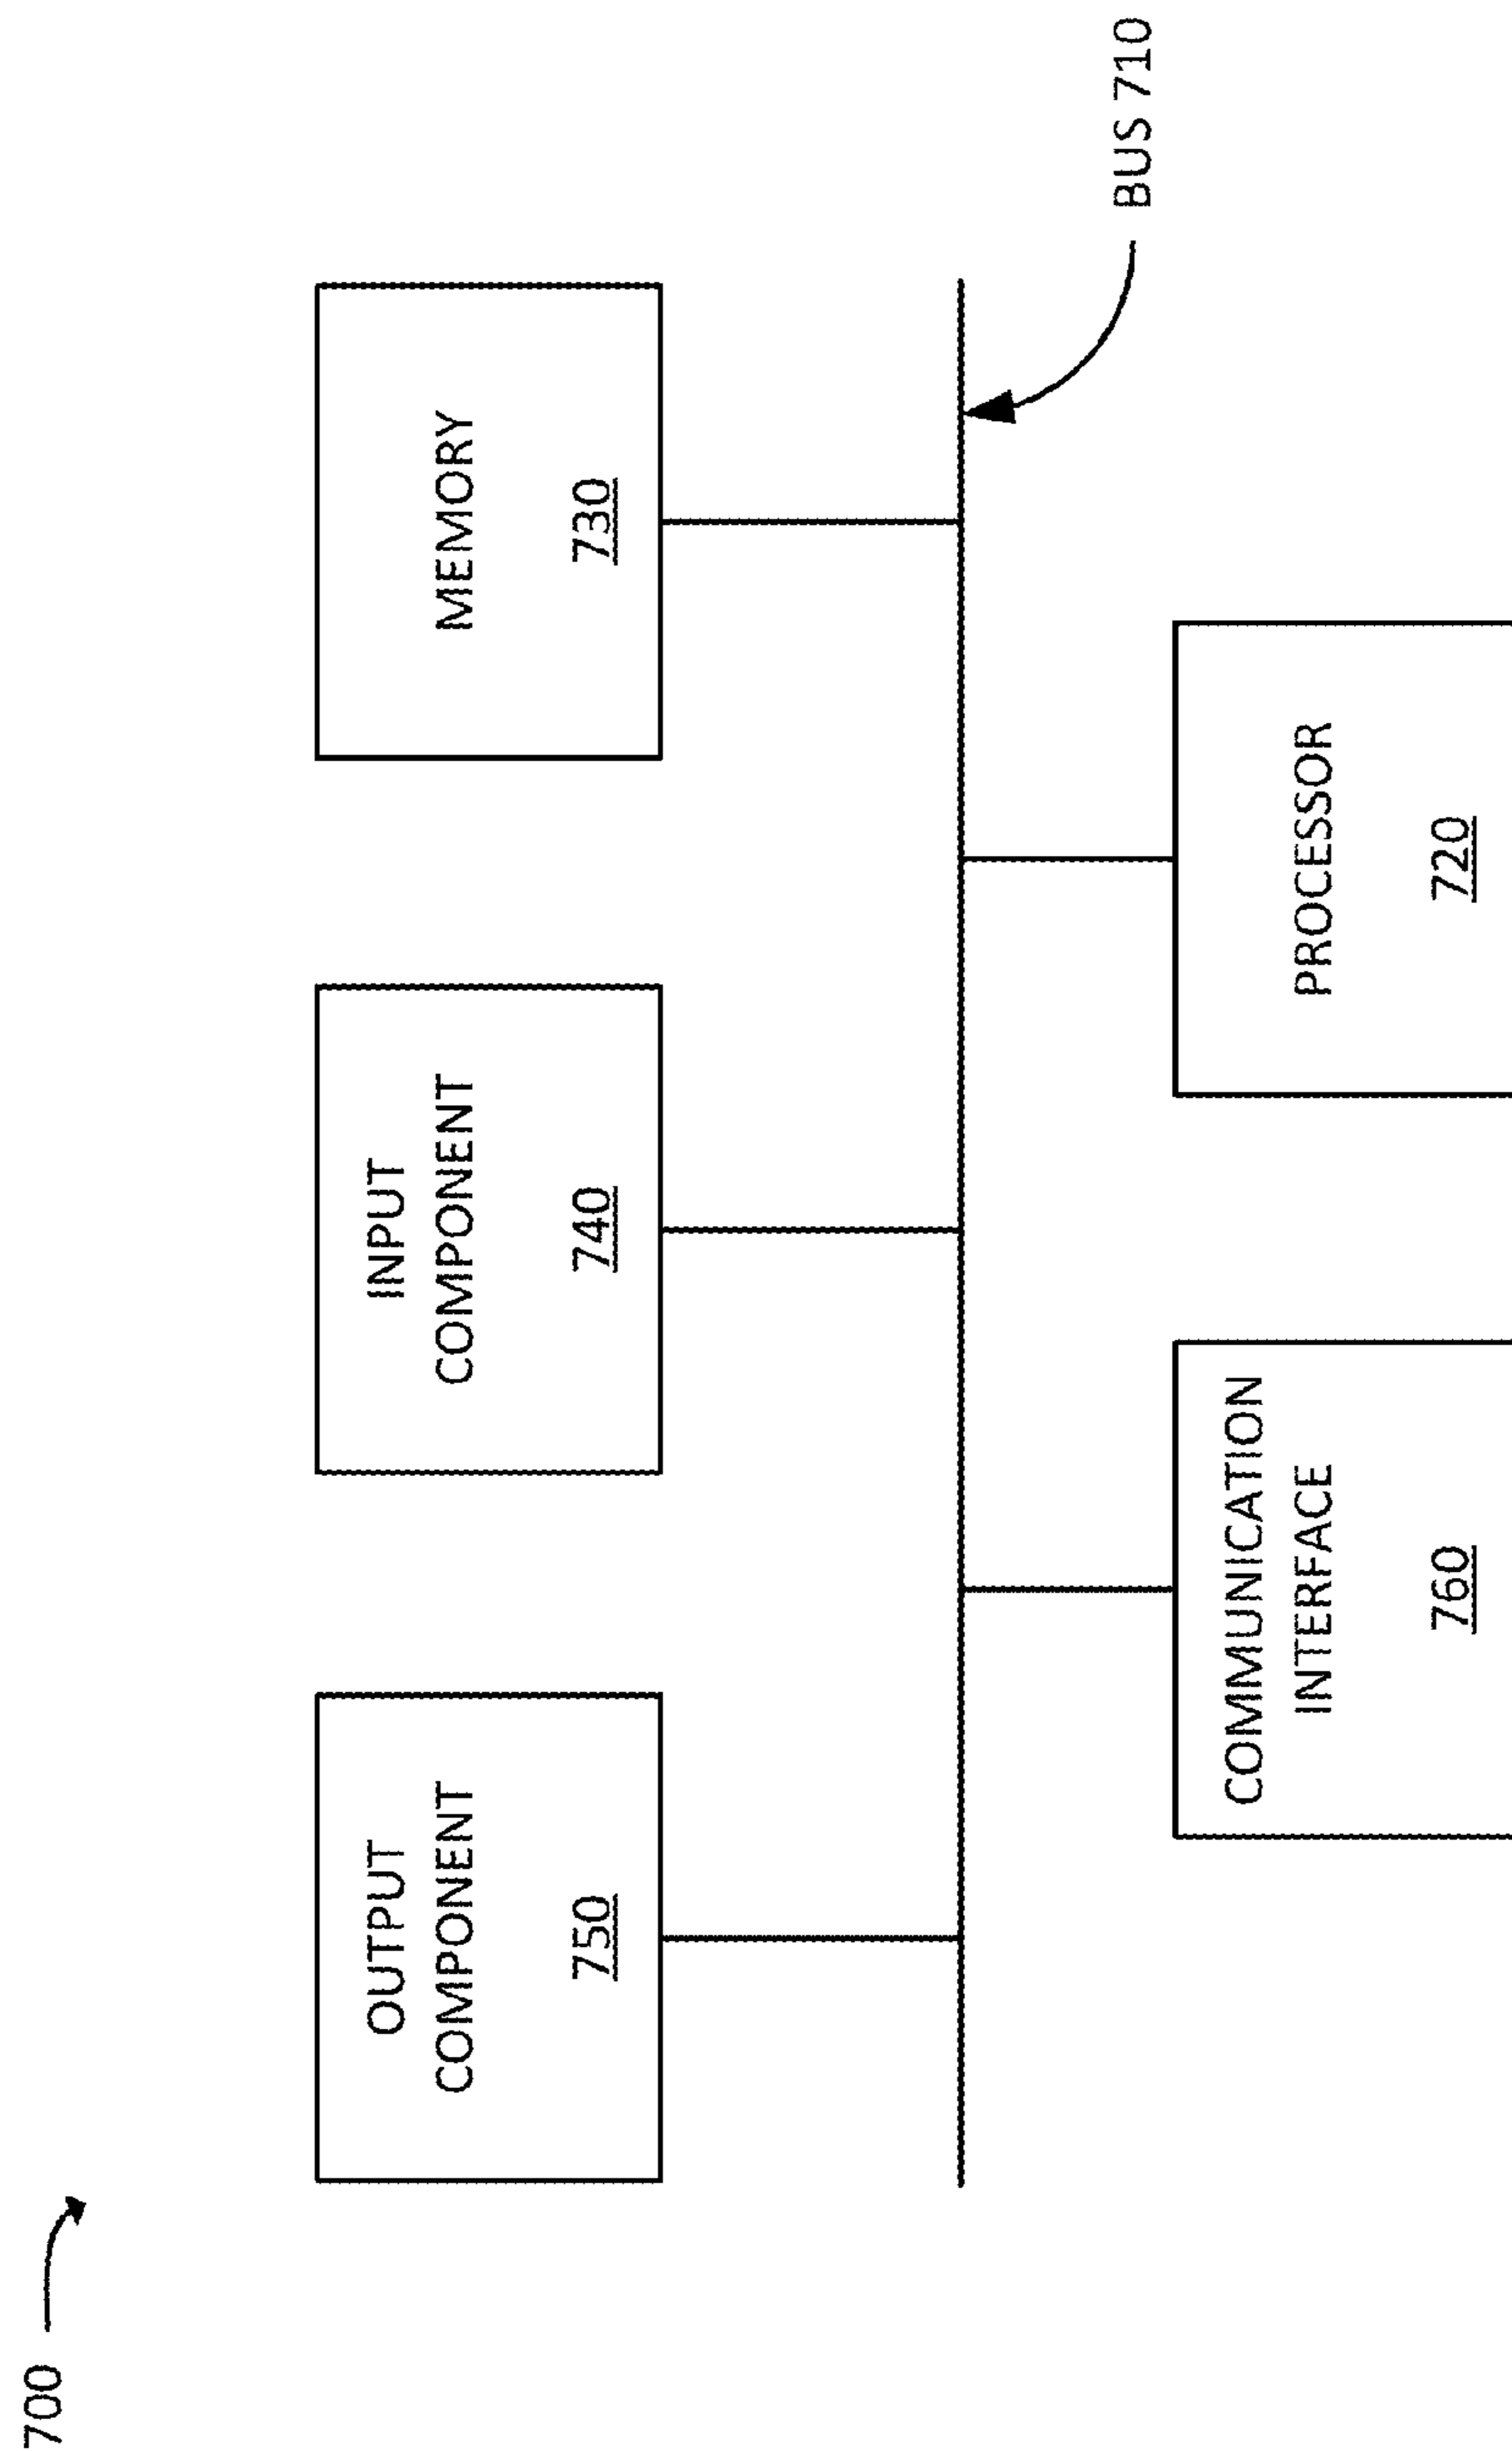 700
OUTPUT
COMPONENT
750
INPUT
COMPONENT
740
MEMORY
730
BUS 710
COMMUNICATION
INTERFACE
760
PROCESSOR
720